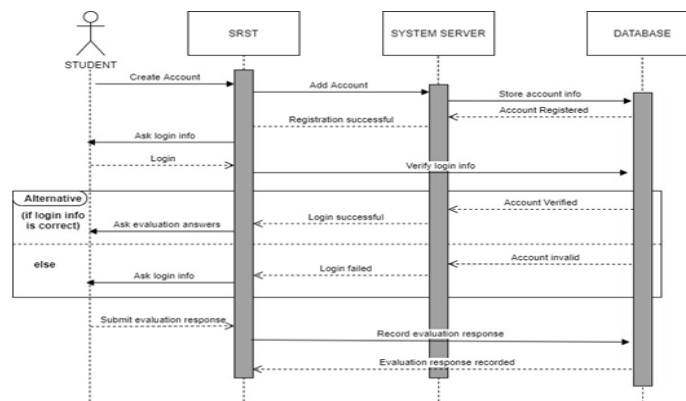 SRST
SYSTEM SERVER
DATABASE
STUDENT
Create Account
Add Account
Store account info
Account Registered
Registration successful
Ask login info
Login
Verify login info
Alternative
(if login info
is correct)
Account Verified
Login successful
Ask evaluation answers
else
Account invalid
Login failed
Ask login info
Submit evaluation response
Record evaluation response
Evaluation response recorded